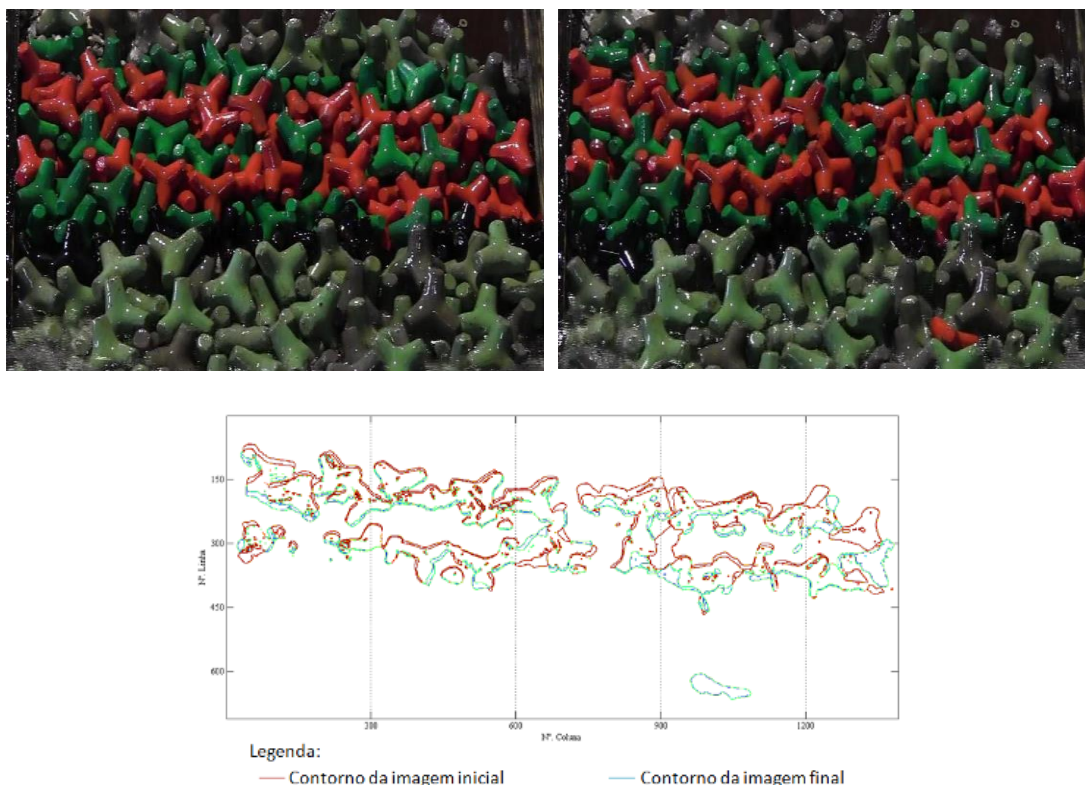 150
300
450
600
Nº. Linha
300 600 900 1200
Nº. Coluna
Legenda:
Contorno da imagem inicial Contorno da imagem final